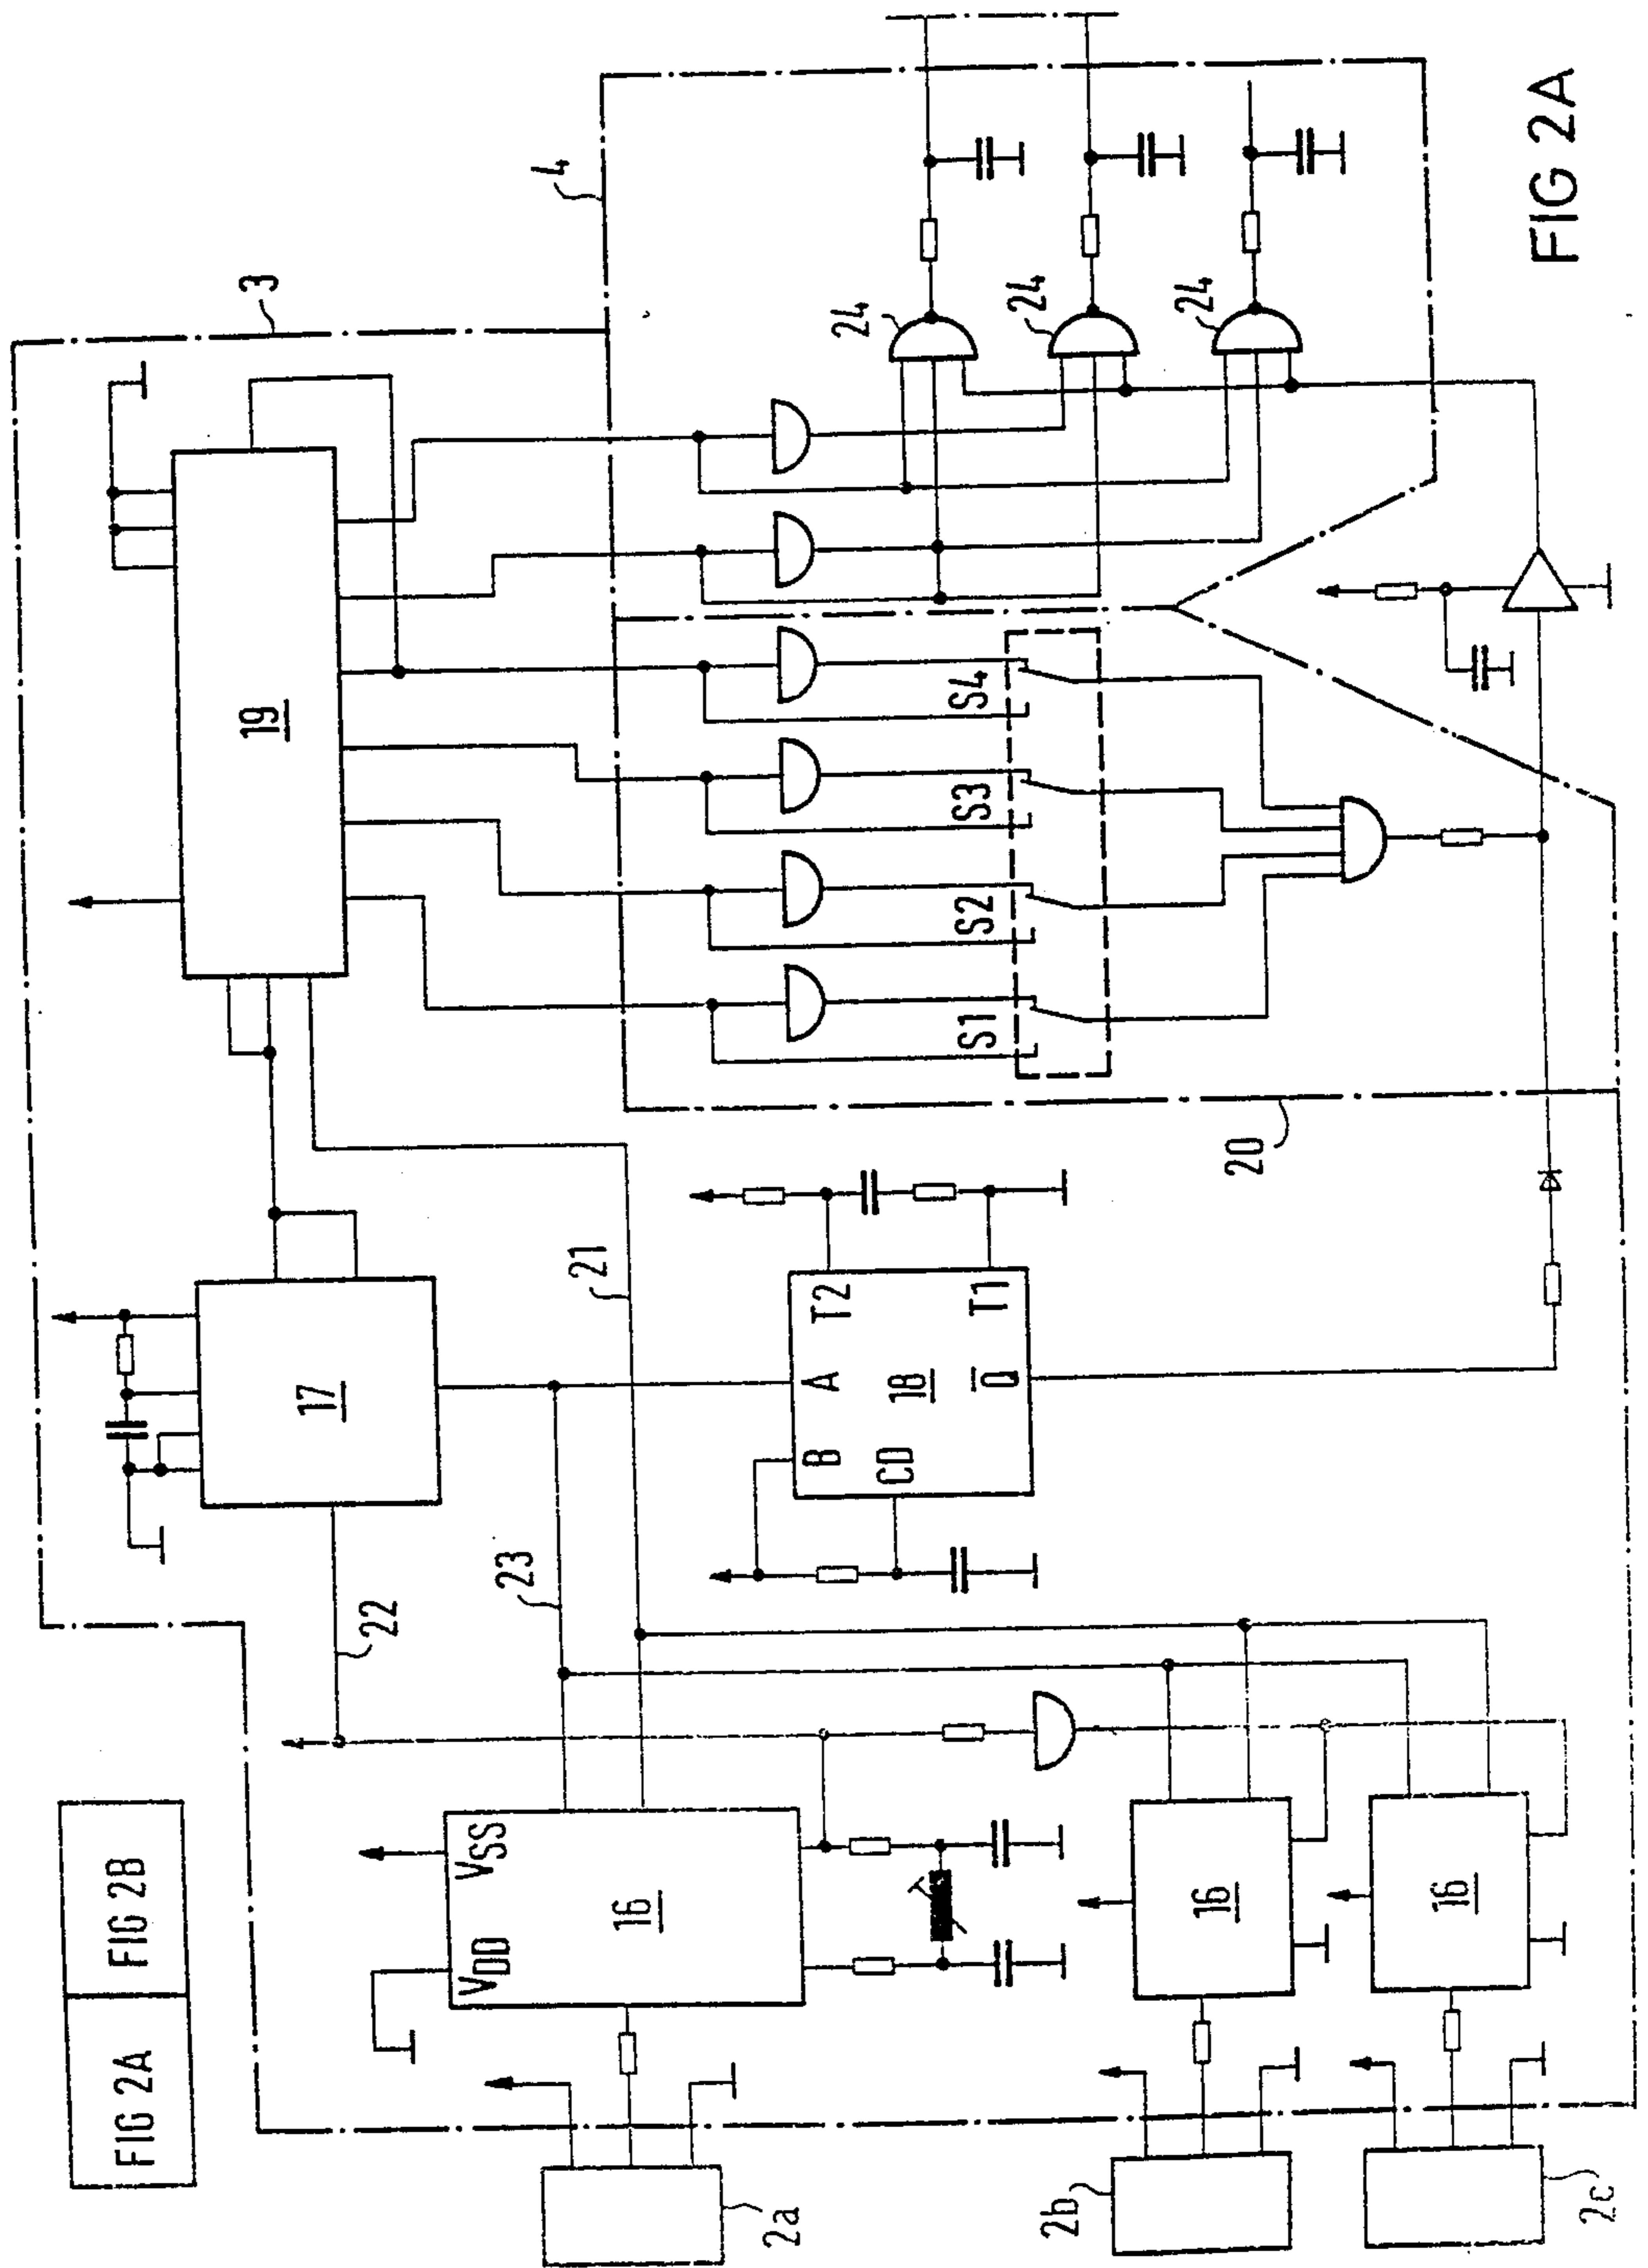 FIG 2A
FIG 2B
3
19
17
22
4
VDD
VSS
16
23
21
2a
18
B
A
T2
CD
Q̅
T1
S1
S2
S3
S4
24
24
24
20
2b
16
16
2c
FIG 2A